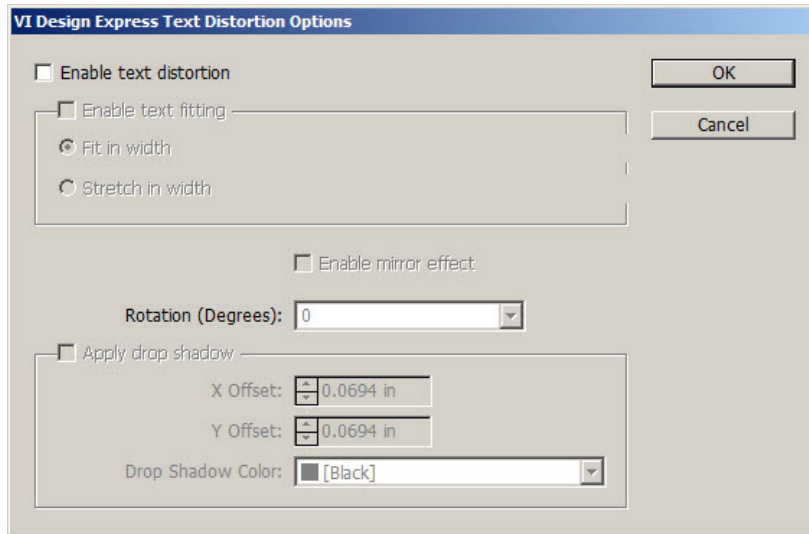 VI Design Express Text Distortion Options
Enable text distortion
OK
Enable text fitting
Cancel
Fit in width
Stretch in width
Enable mirror effect
Rotation (Degrees): 0
Apply drop shadow
X Offset: 0.0694 in
Y Offset: 0.0694 in
Drop Shadow Color: [Black]